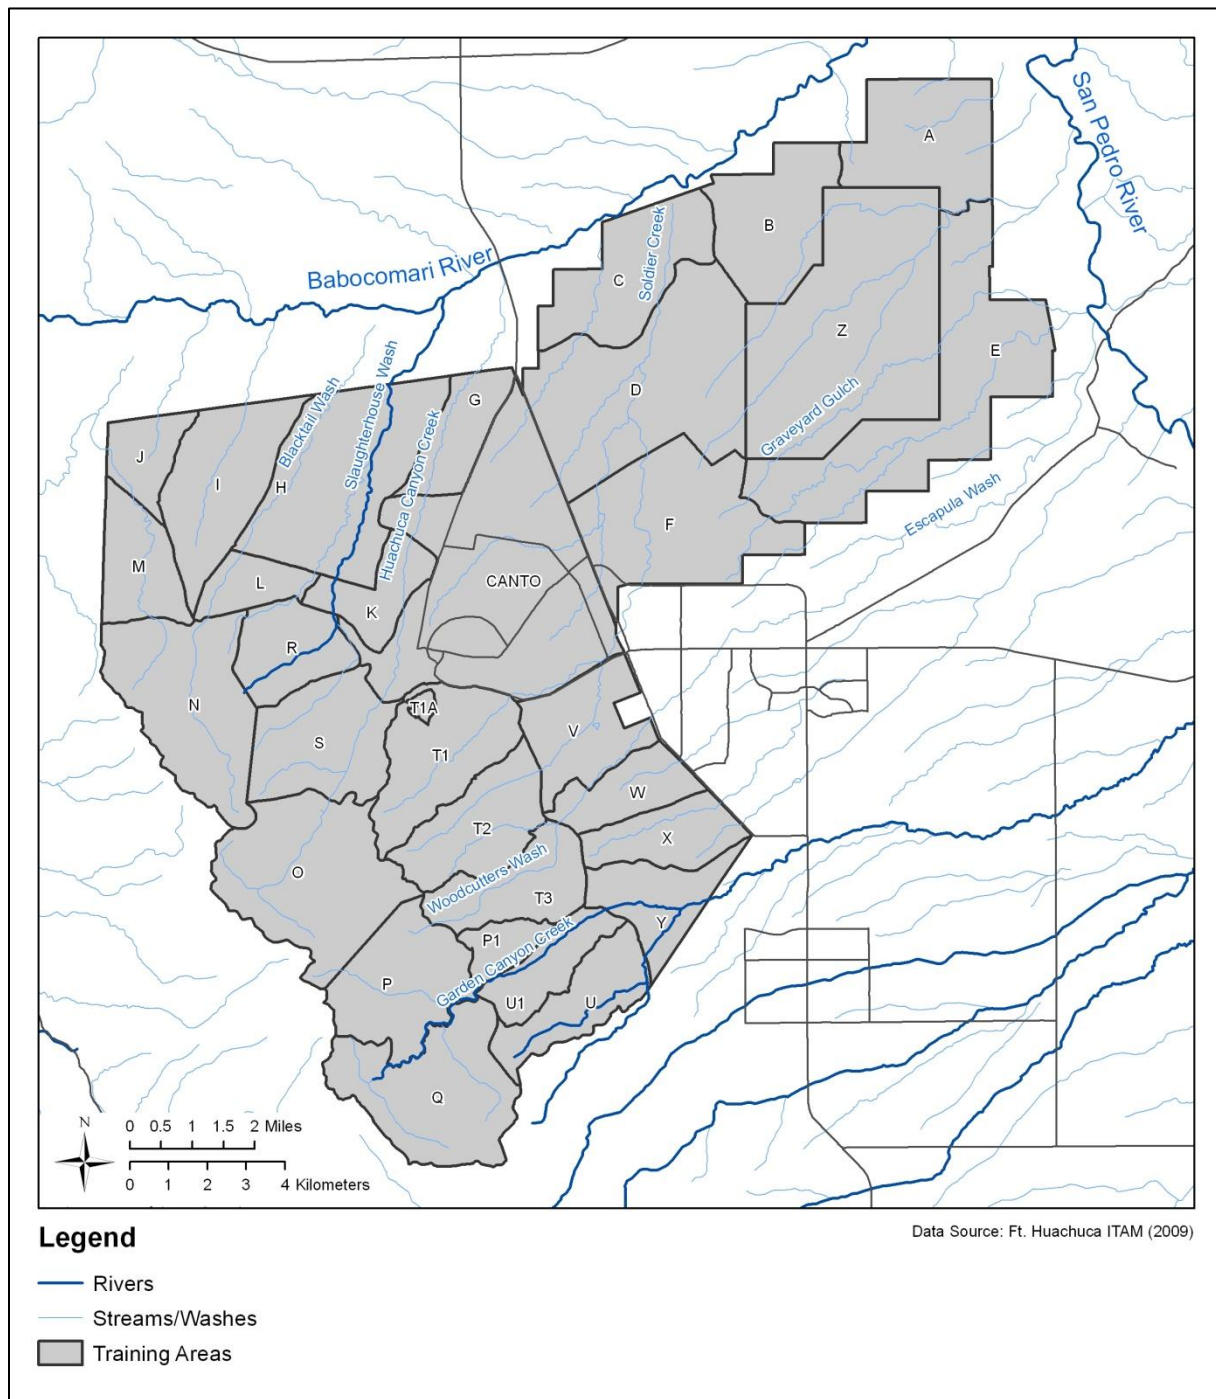 San Pedro River
A
B
Babocomari River
Soldier Creek
C
Z
E
D
G
Graveyard Gulch
Blacktail Wash
Slaughterhouse Wash
Huachuca Canyon Creek
J
I
H
Escapula Wash
F
M
L
CANTO
K
R
N
T1A
S
T1
V
W
T2
X
O
Woodcutters Wash
T3
Y
P1
Garden Canyon Creek
P
U1
U
Q
N
0 0.5 1 1.5 2 Miles
0 1 2 3 4 Kilometers
Legend
Data Source: Ft. Huachuca ITAM (2009)
Rivers
Streams/Washes
Training Areas